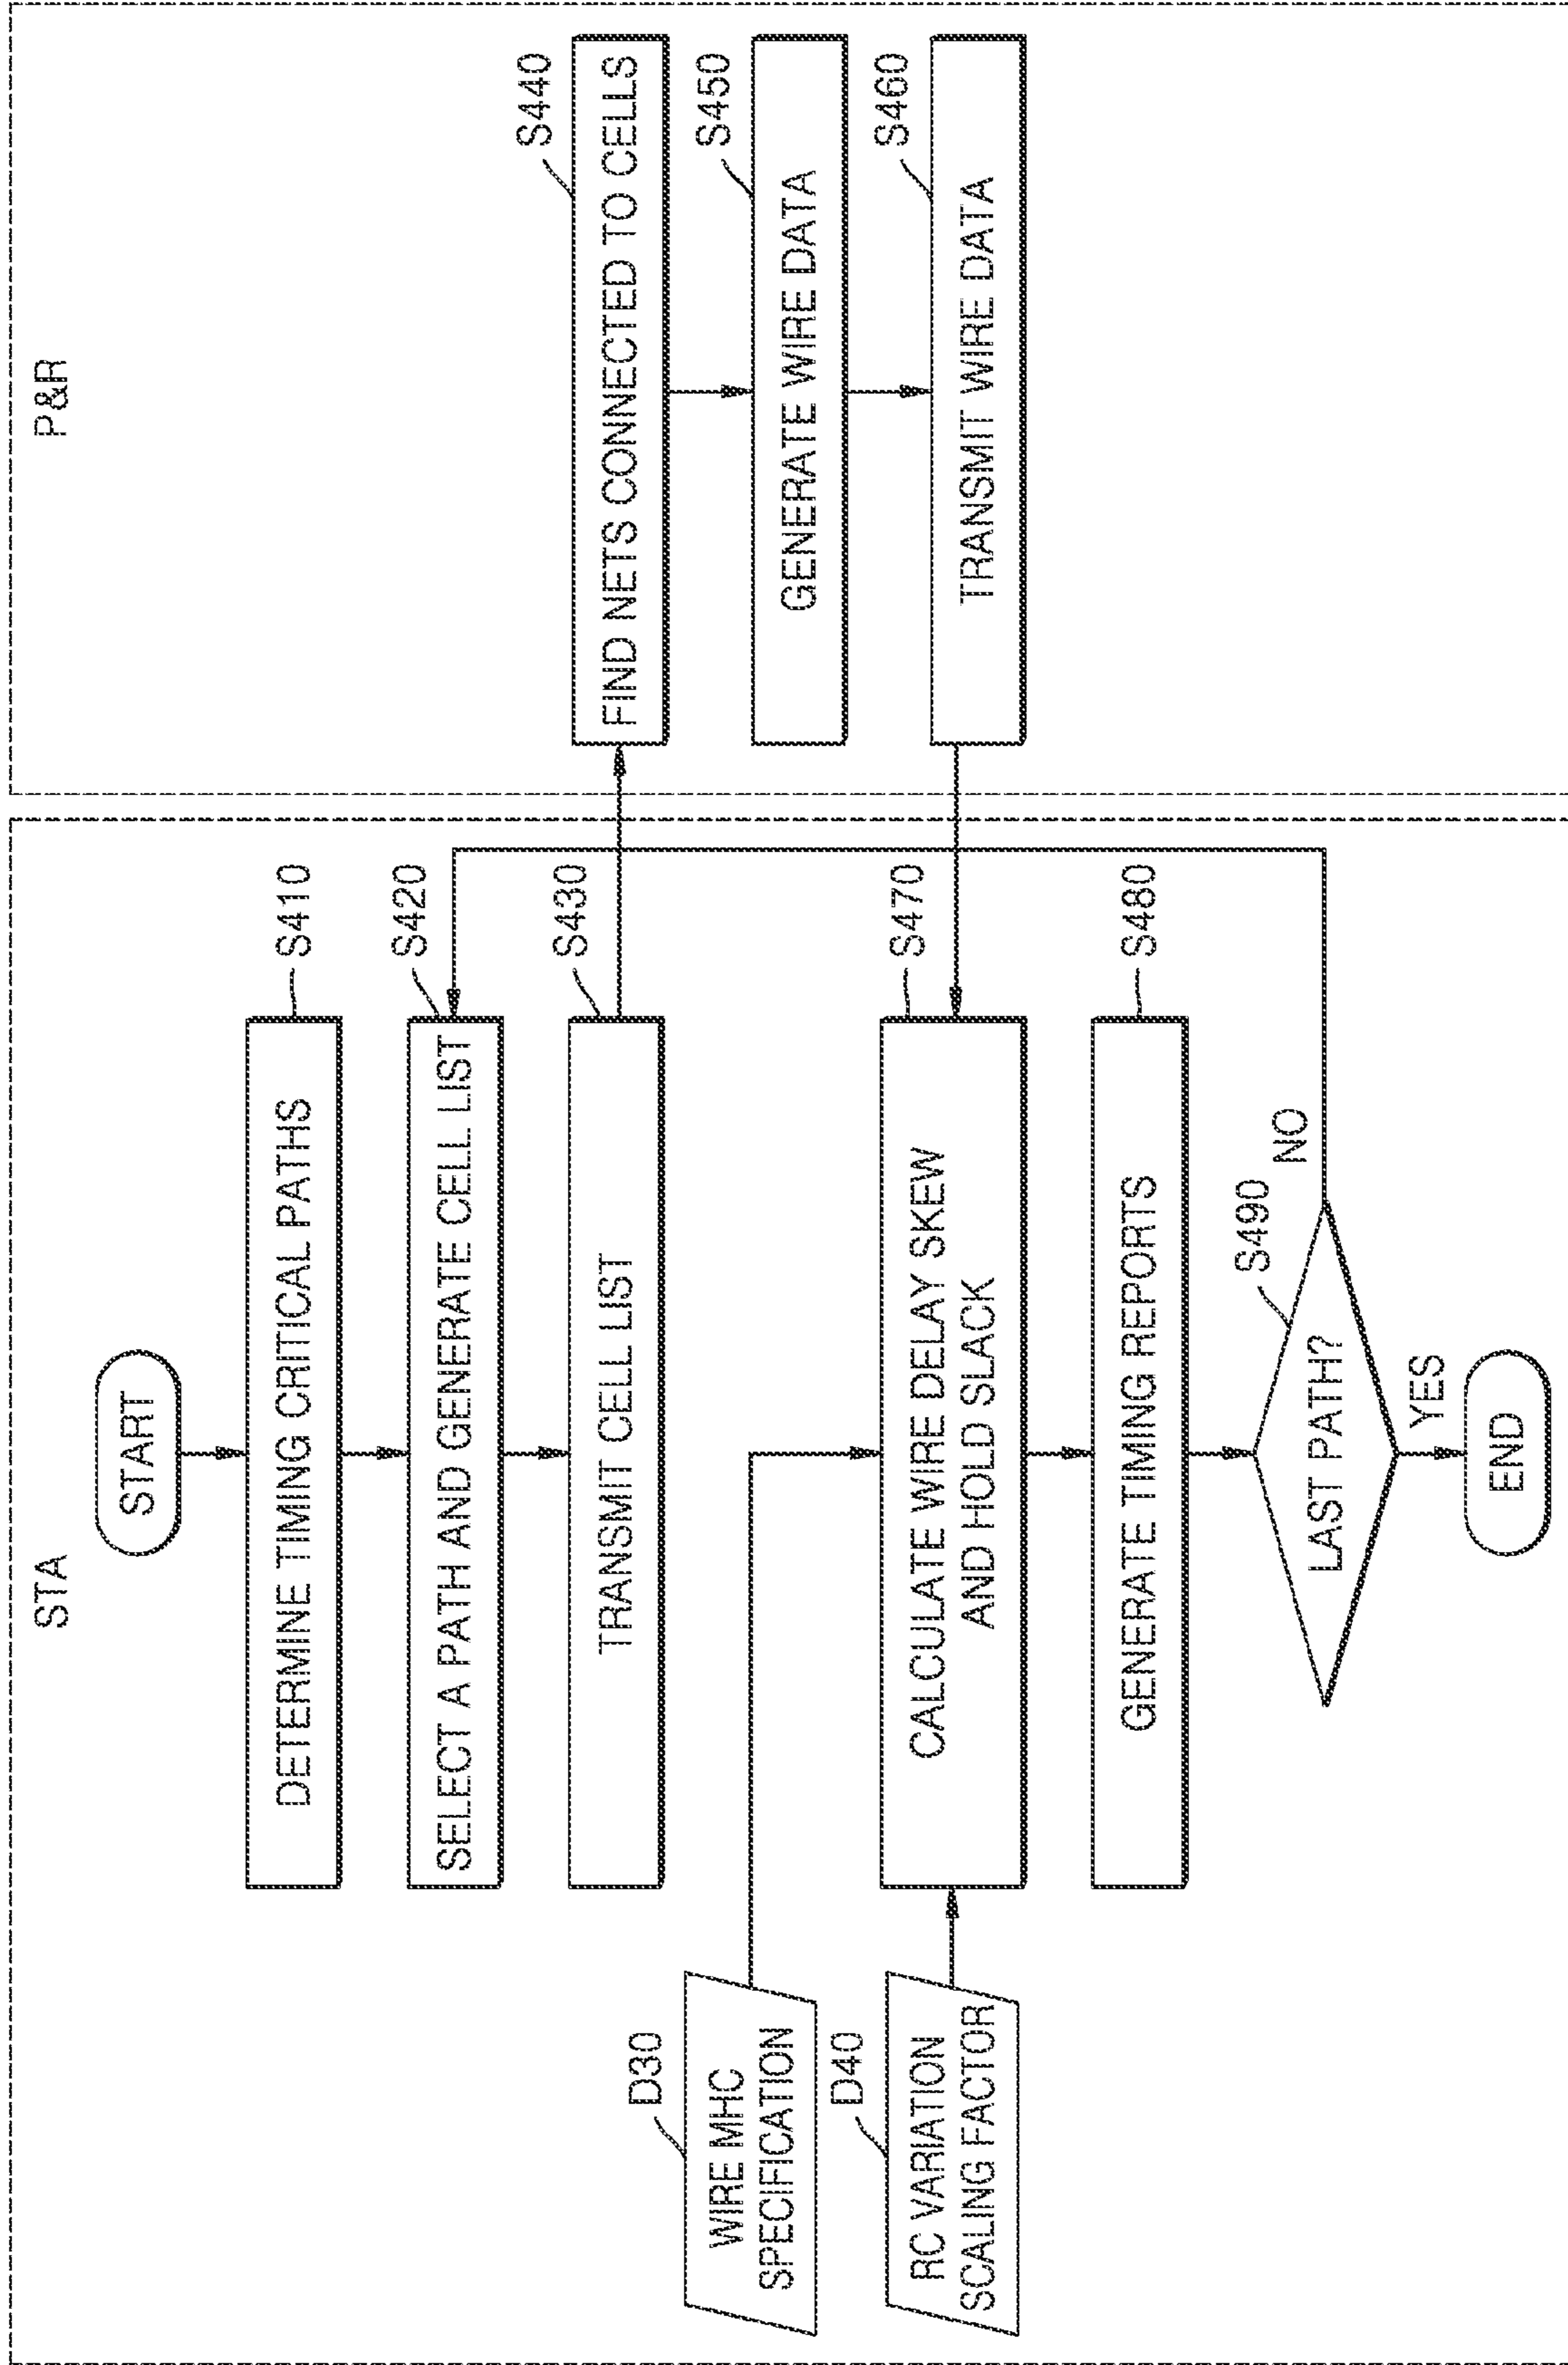 STA
START
DETERMINE TIMING CRITICAL PATHS
S410
SELECT A PATH AND GENERATE CELL LIST
S420
TRANSMIT CELL LIST
S430
P&R
FIND NETS CONNECTED TO CELLS
S440
GENERATE WIRE DATA
S450
TRANSMIT WIRE DATA
S460
D30
WIRE MHC
SPECIFICATION
D40
RC VARIATION
SCALING FACTOR
CALCULATE WIRE DELAY SKEW
AND HOLD SLACK
S470
GENERATE TIMING REPORTS
S480
LAST PATH?
S490
NO
YES
END